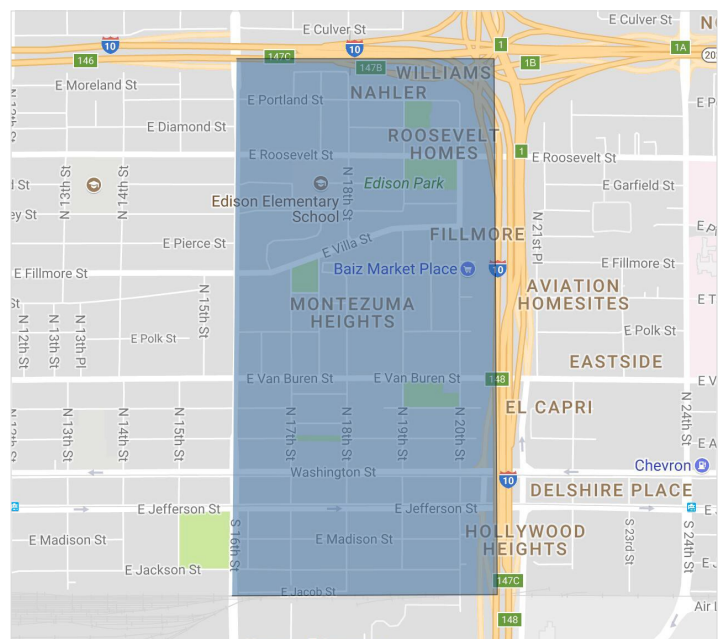 E Culver St
E Culver St
N
10
10
1
1A
146
147C
147B
1B
WILLIAMS
E Moreland St
NAHLER
E Portland St
E Diamond St
ROOSEVELT
HOMES
1
E Roosevelt St
E Roosevelt St
N 13th St
N 14th St
N 18th St
Edison Park
E Garfield St
Edison Elementary
School
N 21st Pl
E Pierce St
E Villa St
FILLMORE
E Fillmore St
Baiz Market Place
10
E Fillmore St
N 15th St
MONTEZUMA
HEIGHTS
AVIATION
HOMESITES
N 12th St
N 13th St
N 13th Pl
E Polk St
E Polk St
EASTSIDE
E Van Buren St
E Van Buren St
148
N 13th St
N 14th St
N 15th St
N 17th St
N 18th St
N 19th St
N 20th St
EL CAPRI
N 24th St
Washington St
Chevron
10
DELSHIRE PLACE
E Jefferson St
E Jefferson St
S 16th St
E Madison St
E Madison St
HOLLYWOOD
HEIGHTS
S 23rd St
S 24th St
E Jackson St
147C
E Jacob St
148
Air